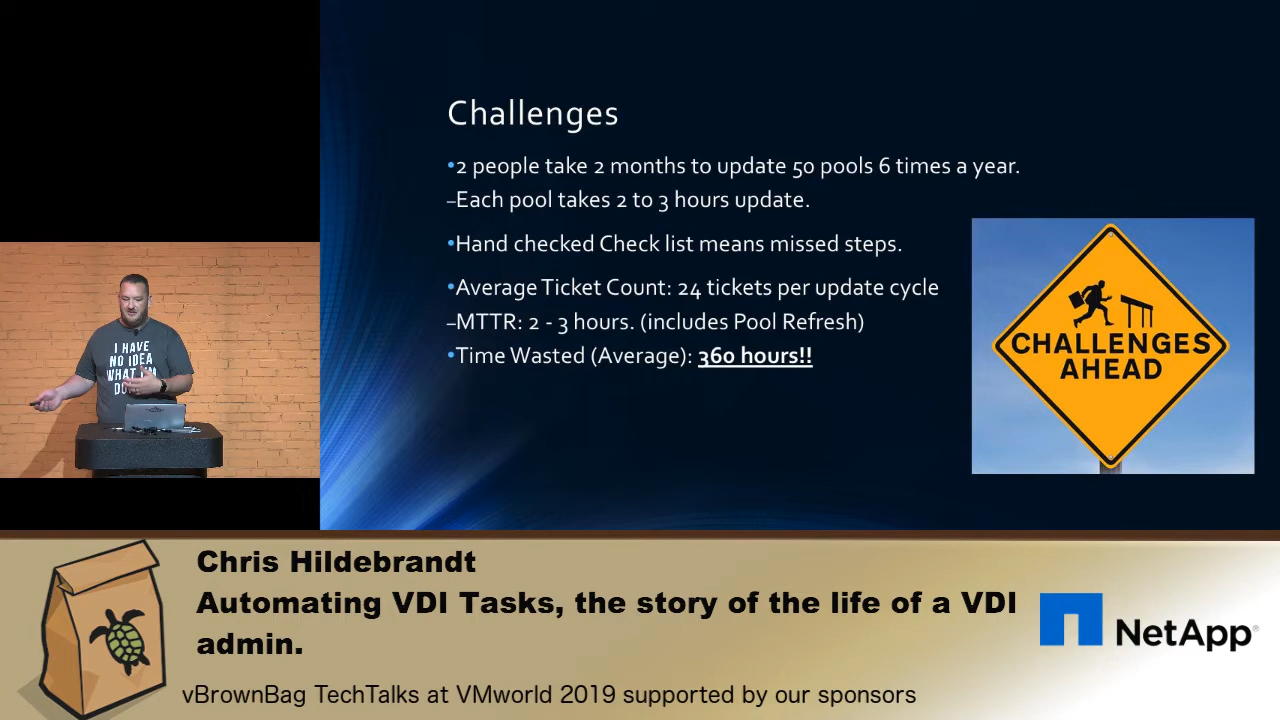 Challenges
•2 people take 2 months to update 50 pools 6 times a year.
–Each pool takes 2 to 3 hours update.
•Hand checked Check list means missed steps.
•Average Ticket Count: 24 tickets per update cycle
–MTTR: 2 - 3 hours. (includes Pool Refresh)
•Time Wasted (Average): 360 hours!!
CHALLENGES
AHEAD
I HAVE
NO IDEA
WHAT I'M
Chris Hildebrandt
Automating VDI Tasks, the story of the life of a VDI
admin.
NetApp
vBrownBag TechTalks at VMworld 2019 supported by our sponsors